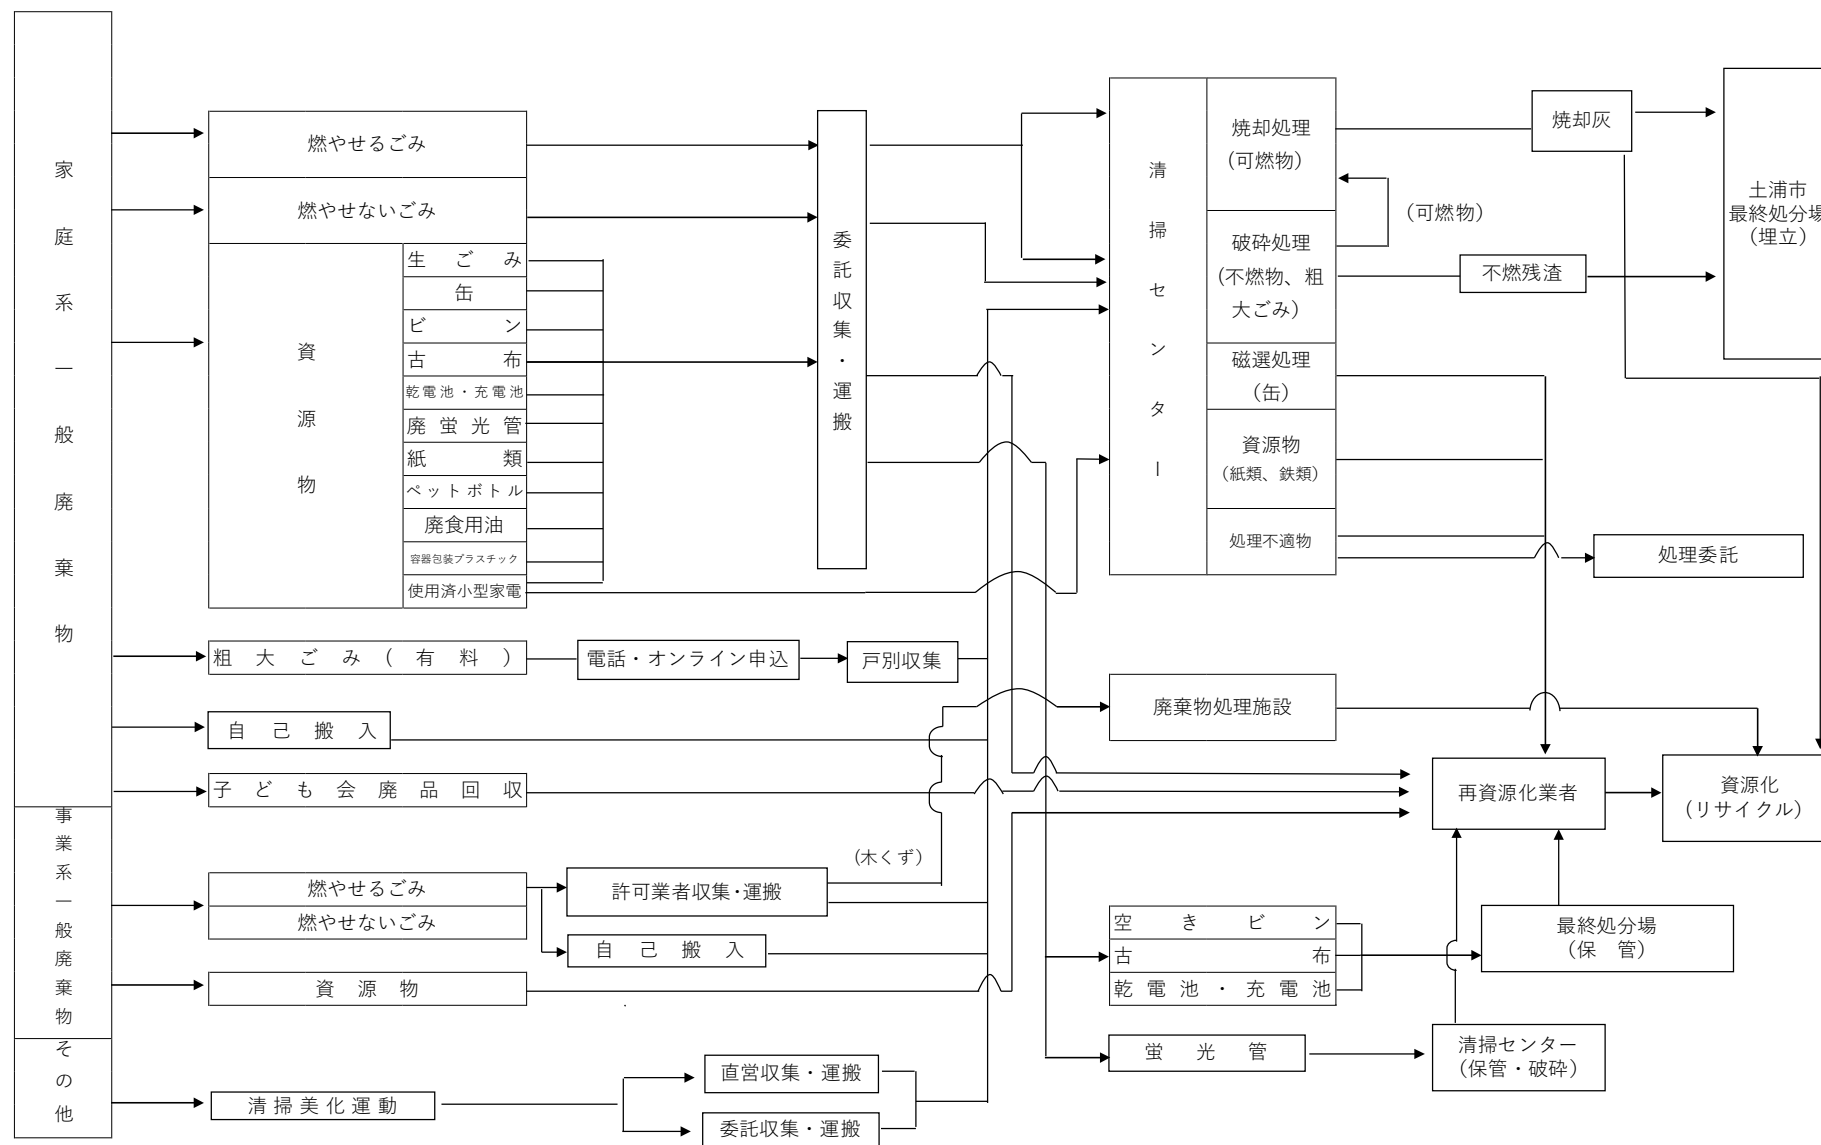 家庭系一般廃棄物
燃やせるごみ
燃やせないごみ
資源物
生ごみ
缶
ビン
古布
乾電池・充電池
廃蛍光管
紙類
ペットボトル
廃食用油
容器包装プラスチック
使用済小型家電
委託収集・運搬
粗大ごみ(有料)
電話・オンライン申込
戸別収集
自己搬入
子ども会廃品回収
事業系一般廃棄物
燃やせるごみ
燃やせないごみ
許可業者収集・運搬
(木くず)
自己搬入
資源物
その他
清掃美化運動
直営収集・運搬
委託収集・運搬
清掃センター
焼却処理
(可燃物)
破砕処理
(不燃物、粗
大ごみ)
磁選処理
(缶)
資源物
(紙類、鉄類)
処理不適物
(可燃物)
焼却灰
不燃残渣
土浦市
最終処分場
(埋立)
処理委託
廃棄物処理施設
再資源化業者
資源化
(リサイクル)
空きビン
古布
乾電池・充電池
最終処分場
(保 管)
蛍光管
清掃センター
(保管・破砕)